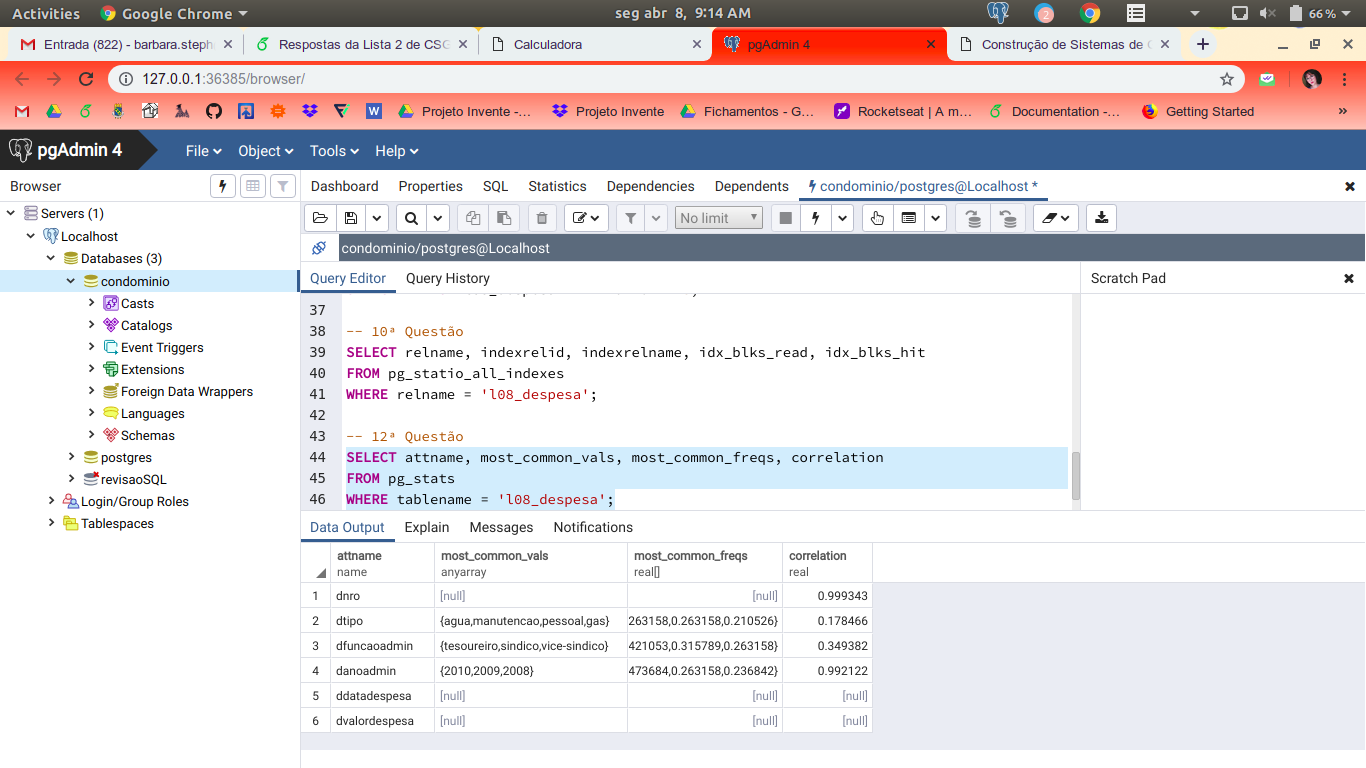 Activities Google Chrome seg abr 8, 9:14 AM 2 66 %
Entrada (822) - barbara.steph Respostas da Lista 2 de CSG Calculadora pgAdmin 4 Construção de Sistemas de
127.0.0.1:36385/browser/
W Projeto Invente -... Projeto Invente Fichamentos - G... Rocketseat | A m... Documentation -... Getting Started »
pgAdmin 4 File Object Tools Help
Browser
Dashboard Properties SQL Statistics Dependencies Dependents condominio/postgres@Localhost *
No limit
condominio/postgres@Localhost
Servers (1)
Localhost
Databases (3)
condominio
Casts
Catalogs
Event Triggers
Extensions
Foreign Data Wrappers
Languages
Schemas
postgres
revisaoSQL
Login/Group Roles
Tablespaces
Query Editor Query History
Scratch Pad
37
38 -- 10ª Questão
39 SELECT relname, indexrelid, indexrelname, idx_blks_read, idx_blks_hit
40 FROM pg_statio_all_indexes
41 WHERE relname = 'l08_despesa';
42
43 -- 12ª Questão
44 SELECT attname, most_common_vals, most_common_freqs, correlation
45 FROM pg_stats
46 WHERE tablename = 'l08_despesa';
Data Output Explain Messages Notifications
attname most_common_vals most_common_freqs correlation
name anyarray real[] real
1 dnro [null] [null] 0.999343
2 dtipo {agua,manutencao,pessoal,gas} 263158,0.263158,0.210526} 0.178466
3 dfuncaoadmin {tesoureiro,sindico,vice-sindico} 421053,0.315789,0.263158} 0.349382
4 danoadmin {2010,2009,2008} 473684,0.263158,0.236842} 0.992122
5 ddatadespesa [null] [null] [null]
6 dvalordespesa [null] [null] [null]